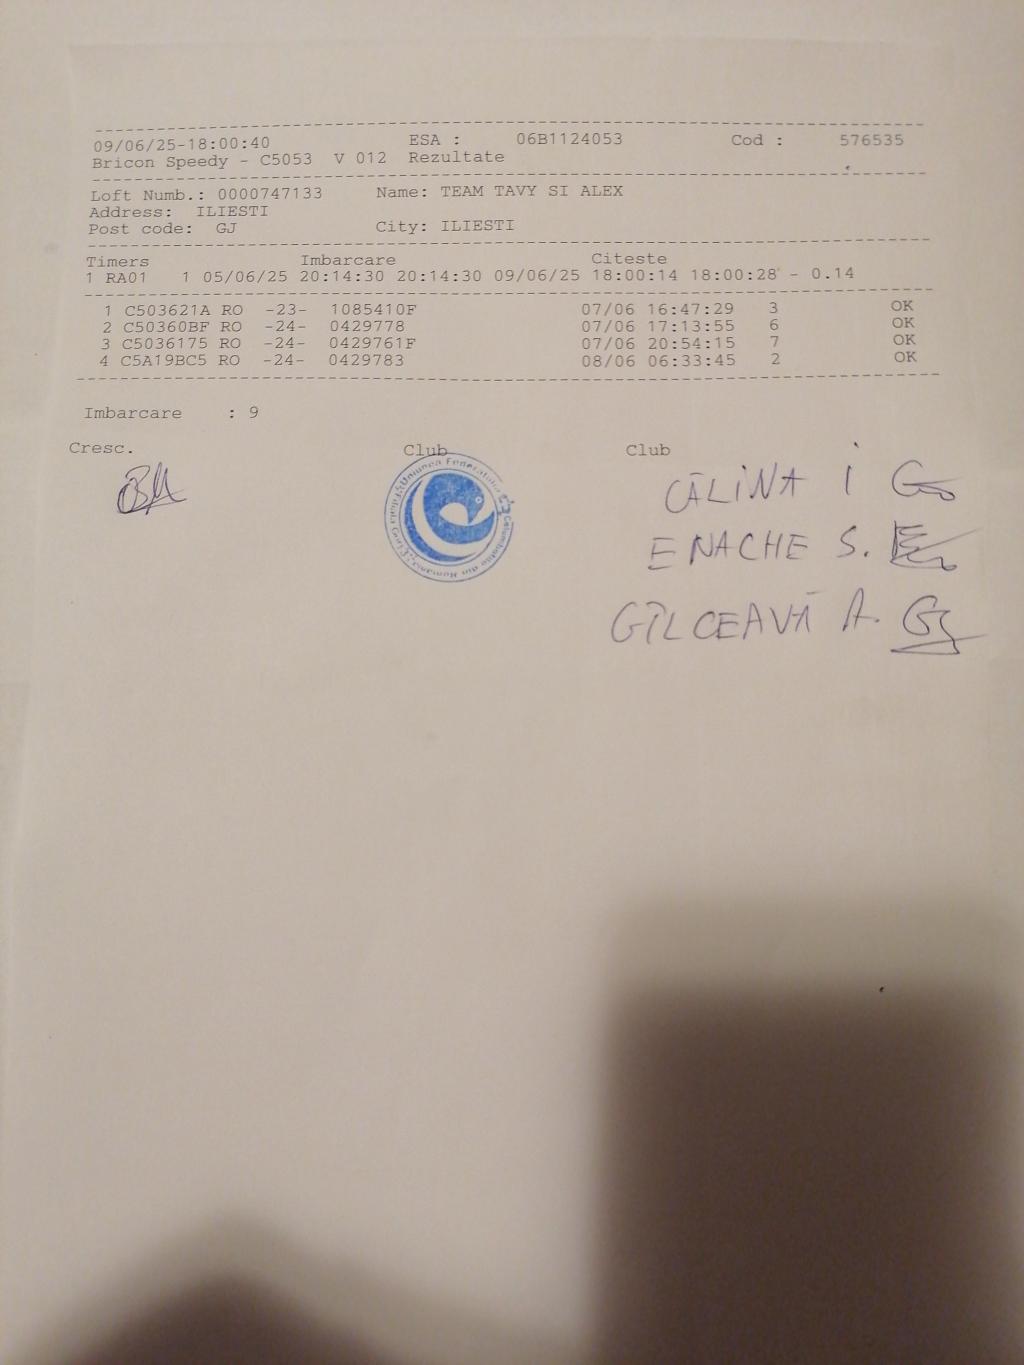 09/06/25-18:00:40 ESA : 06B1124053 Cod : 576535
Bricon Speedy - C5053 V 012 Rezultate
Loft Numb.: 0000747133 Name: TEAM TAVY SI ALEX
Address: ILIESTI
Post code: GJ City: ILIESTI
Timers Imbarcare Citeste
1 RA01 1 05/06/25 20:14:30 20:14:30 09/06/25 18:00:14 18:00:28 - 0.14
1 C503621A RO -23- 1085410F 07/06 16:47:29 3 OK
2 C50360BF RO -24- 0429778 07/06 17:13:55 6 OK
3 C5036175 RO -24- 0429761F 07/06 20:54:15 7 OK
4 C5A19BC5 RO -24- 0429783 08/06 06:33:45 2 OK
Imbarcare : 9
Cresc. Club Club
Uniunea Federatiilor Columbofile din Romania
CĂLINA I
ENACHE S.
GÎLCEAVĂ A.